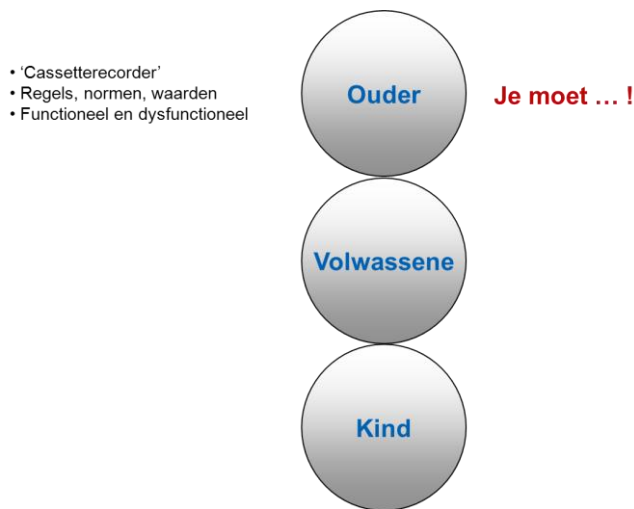 • ‘Cassetterecorder’
• Regels, normen, waarden
• Functioneel en dysfunctioneel
Ouder
Je moet … !
Volwassene
Kind